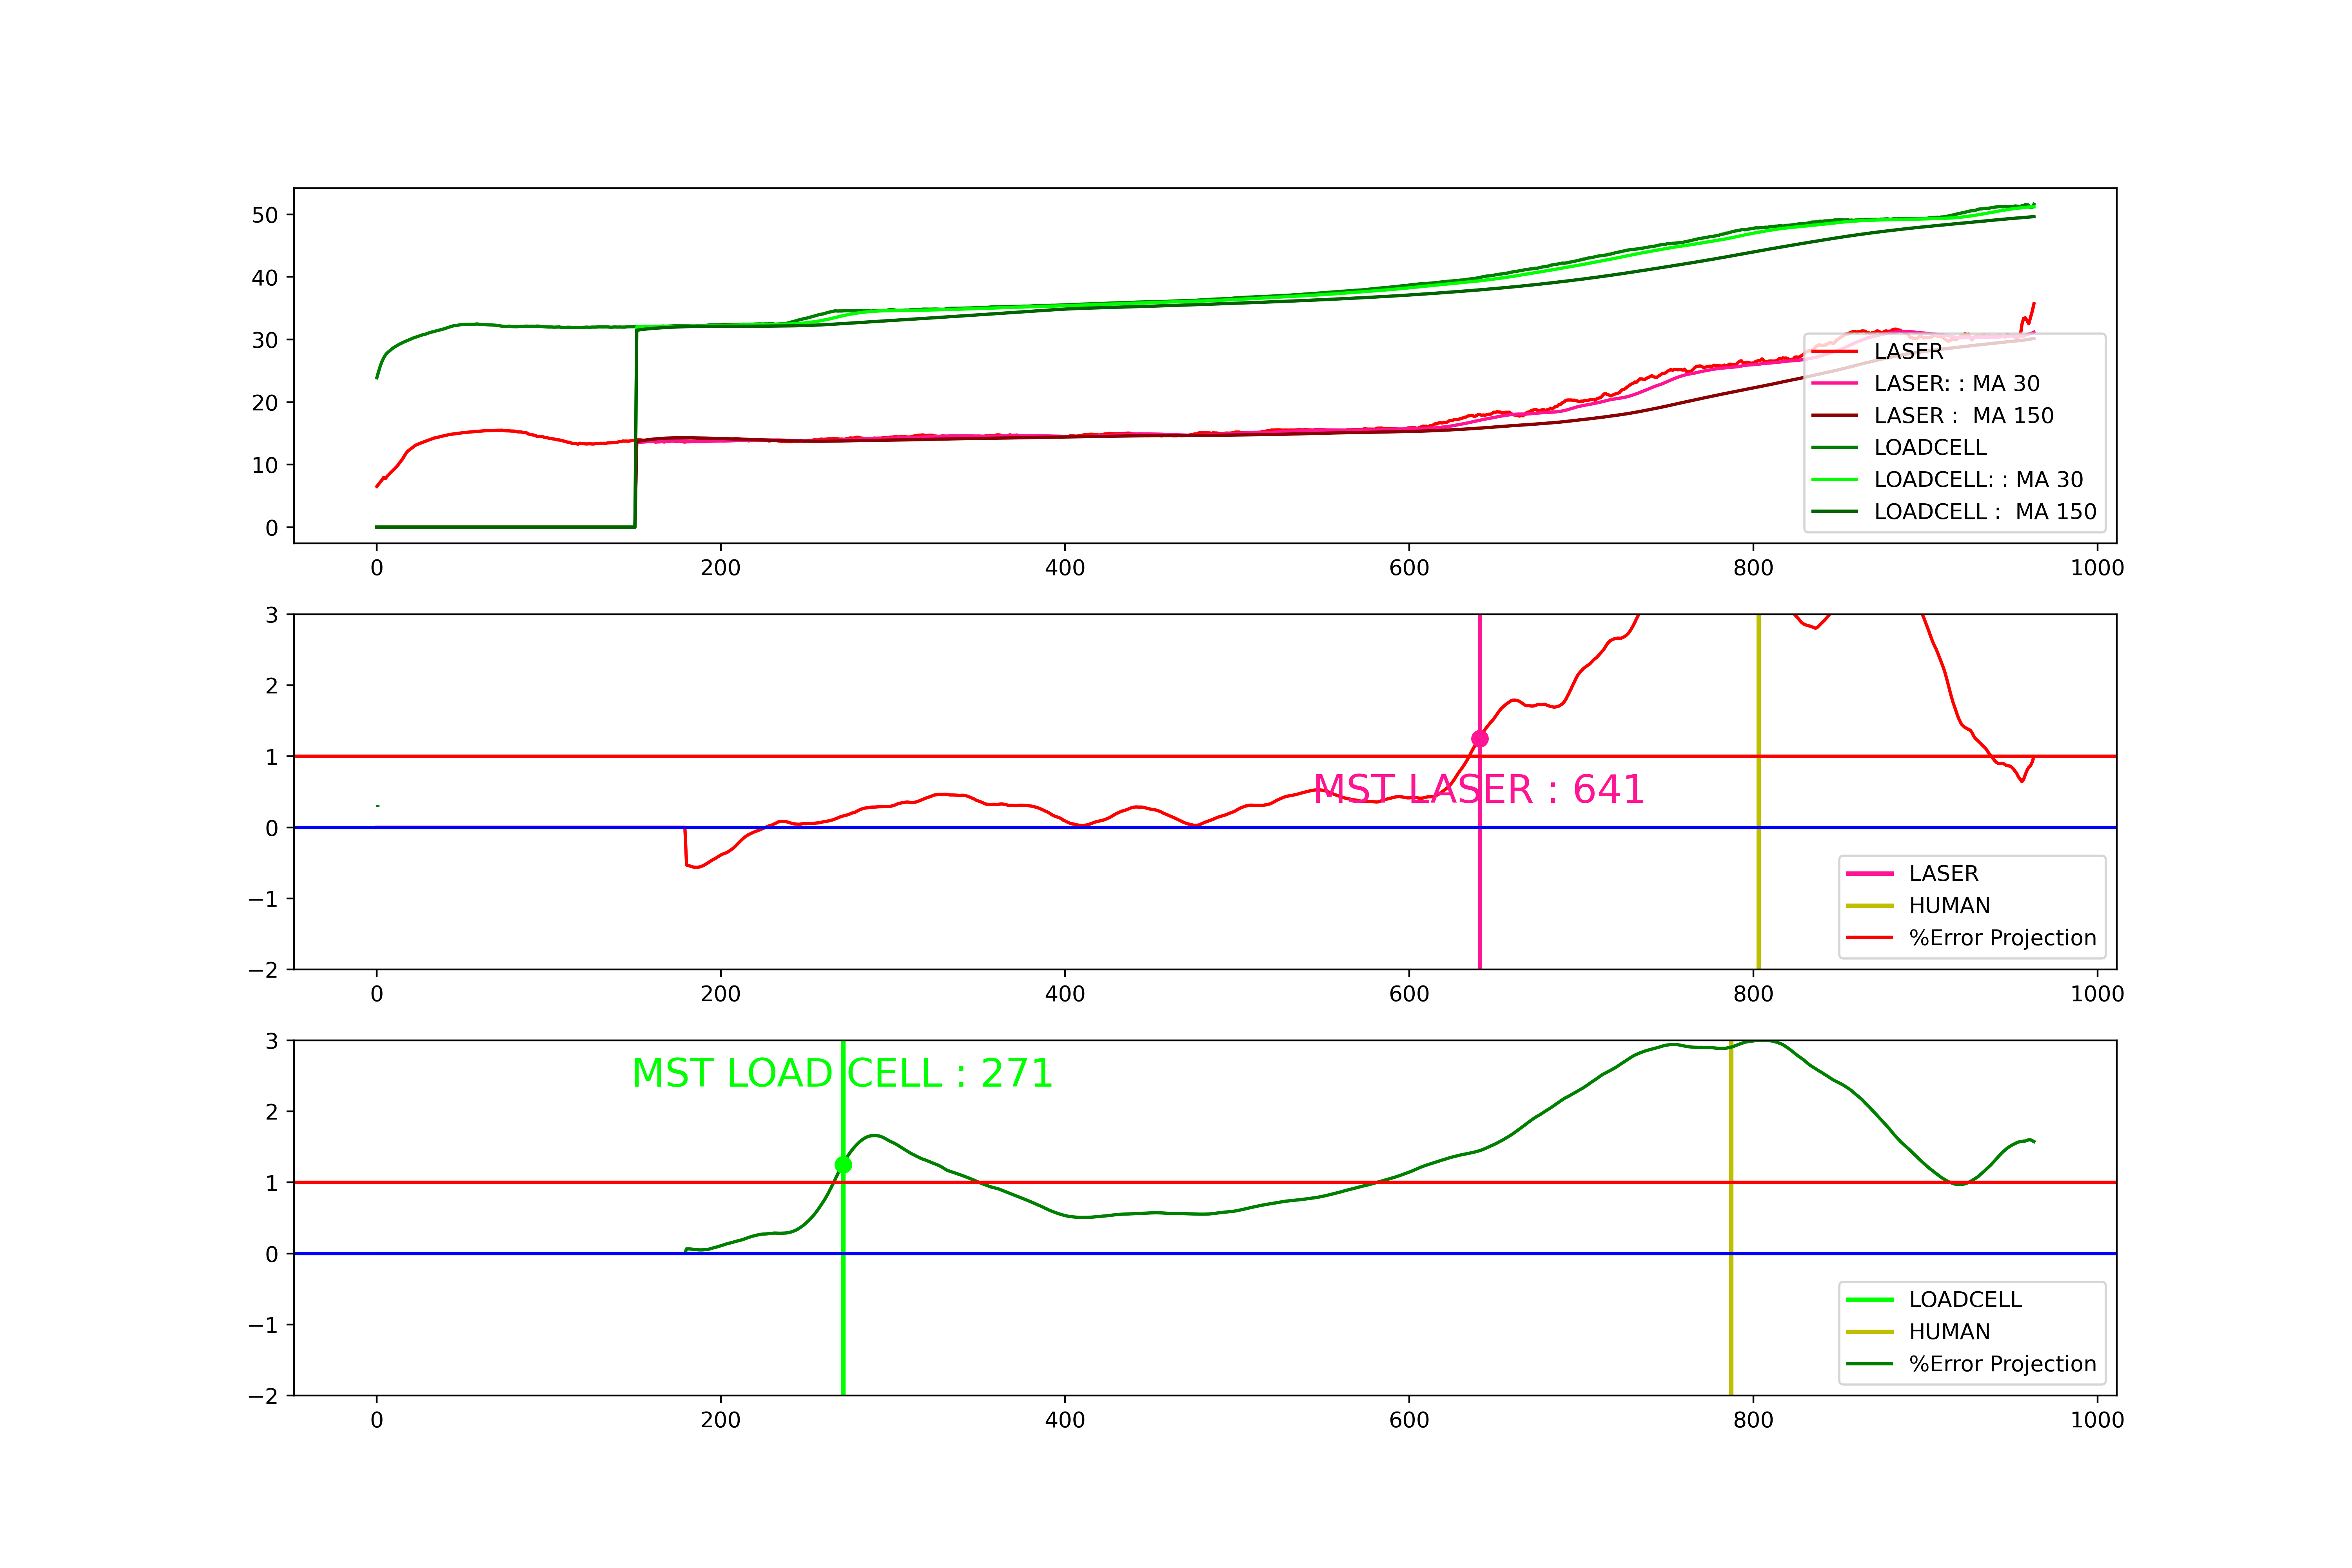 50
40
30
20
10
0
LASER
LASER: : MA 30
LASER :  MA 150
LOADCELL
LOADCELL: : MA 30
LOADCELL :  MA 150
0 200 400 600 800 1000
3
2
1
0
−1
−2
MST LASER : 641
LASER
HUMAN
%Error Projection
0 200 400 600 800 1000
3
2
1
0
−1
−2
MST LOAD CELL : 271
LOADCELL
HUMAN
%Error Projection
0 200 400 600 800 1000